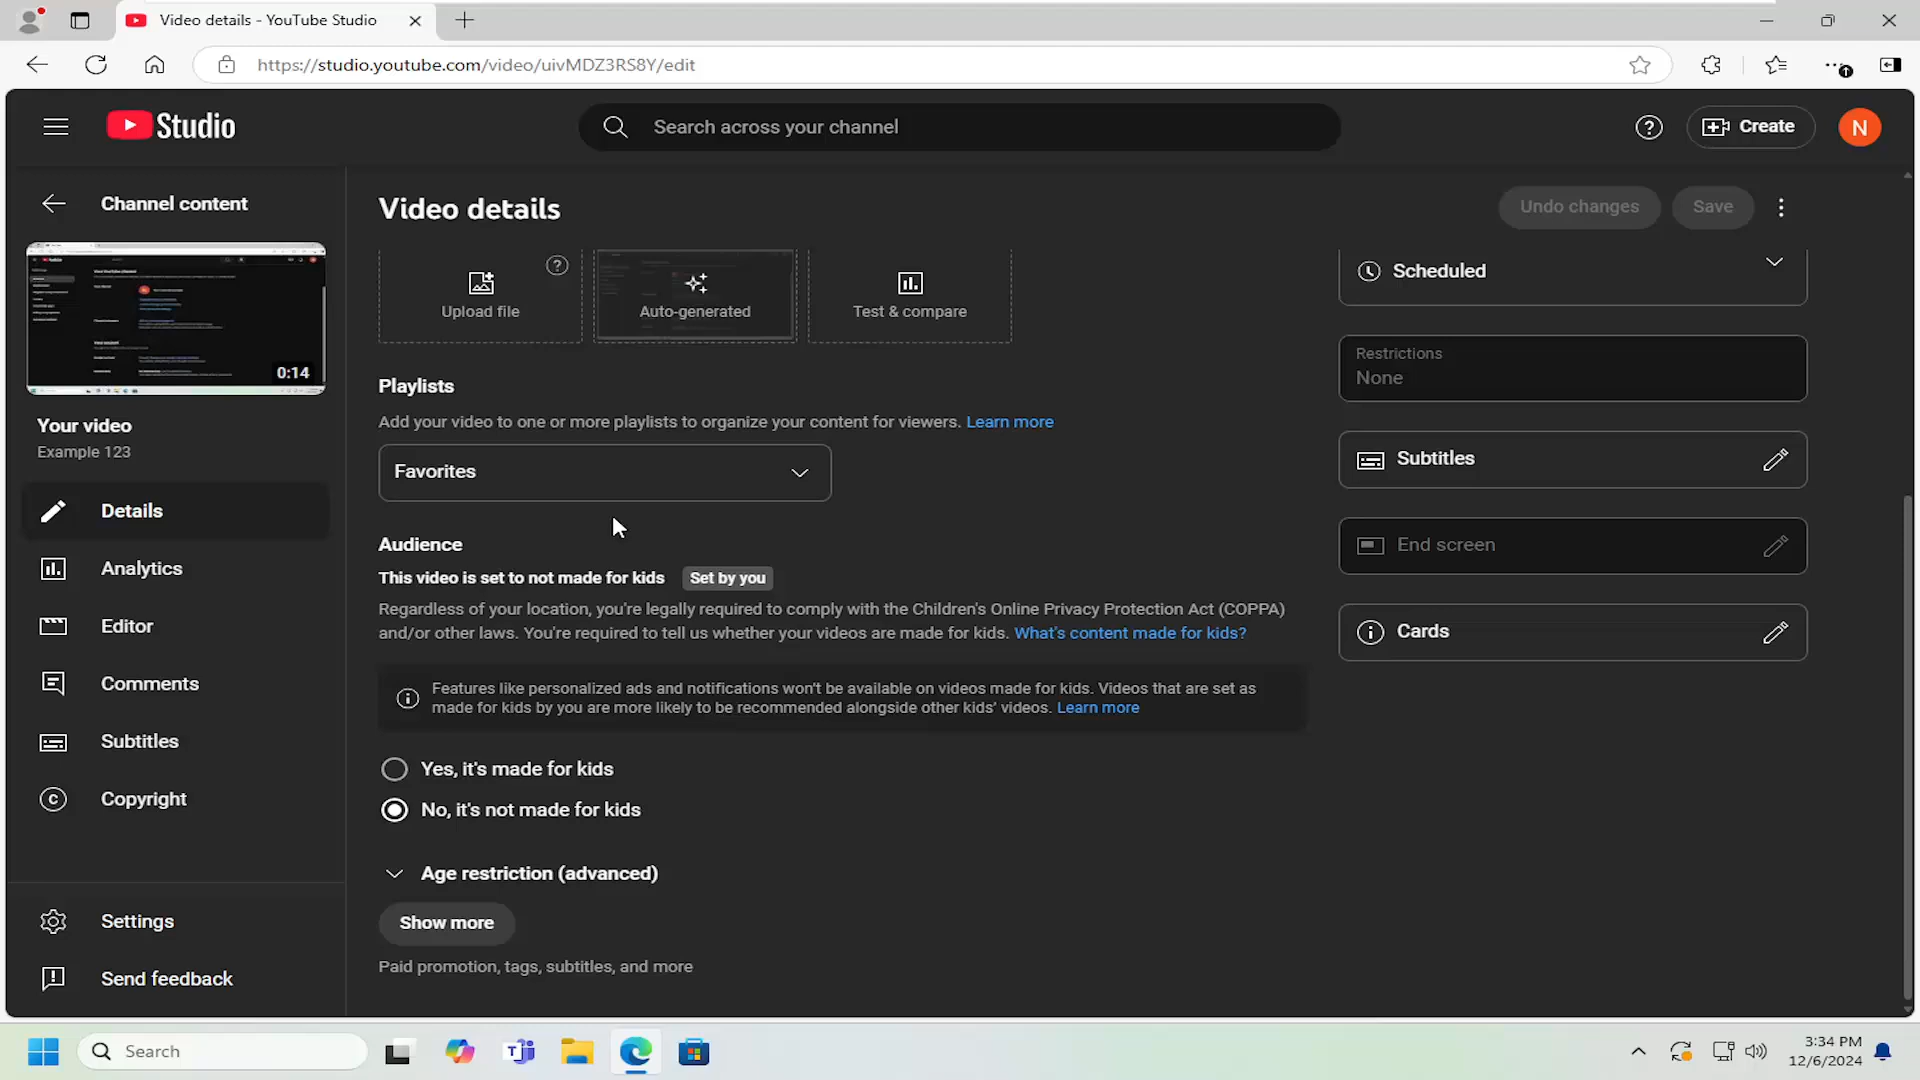 Video details - YouTube Studio
https://studio.youtube.com/video/uivMDZ3RS8Y/edit
Studio
Search across your channel
Create
N
Channel content
Video details
Undo changes
Save
0:14
Your video
Example 123
Details
Analytics
Editor
Comments
Subtitles
Copyright
Settings
Send feedback
Upload file
Auto-generated
Test & compare
Playlists
Add your video to one or more playlists to organize your content for viewers. Learn more
Favorites
Audience
This video is set to not made for kids Set by you
Regardless of your location, you're legally required to comply with the Children's Online Privacy Protection Act (COPPA)
and/or other laws. You're required to tell us whether your videos are made for kids. What's content made for kids?
Features like personalized ads and notifications won't be available on videos made for kids. Videos that are set as
made for kids by you are more likely to be recommended alongside other kids' videos. Learn more
Yes, it's made for kids
No, it's not made for kids
Age restriction (advanced)
Show more
Paid promotion, tags, subtitles, and more
Scheduled
Restrictions
None
Subtitles
End screen
Cards
Search
3:34 PM
12/6/2024